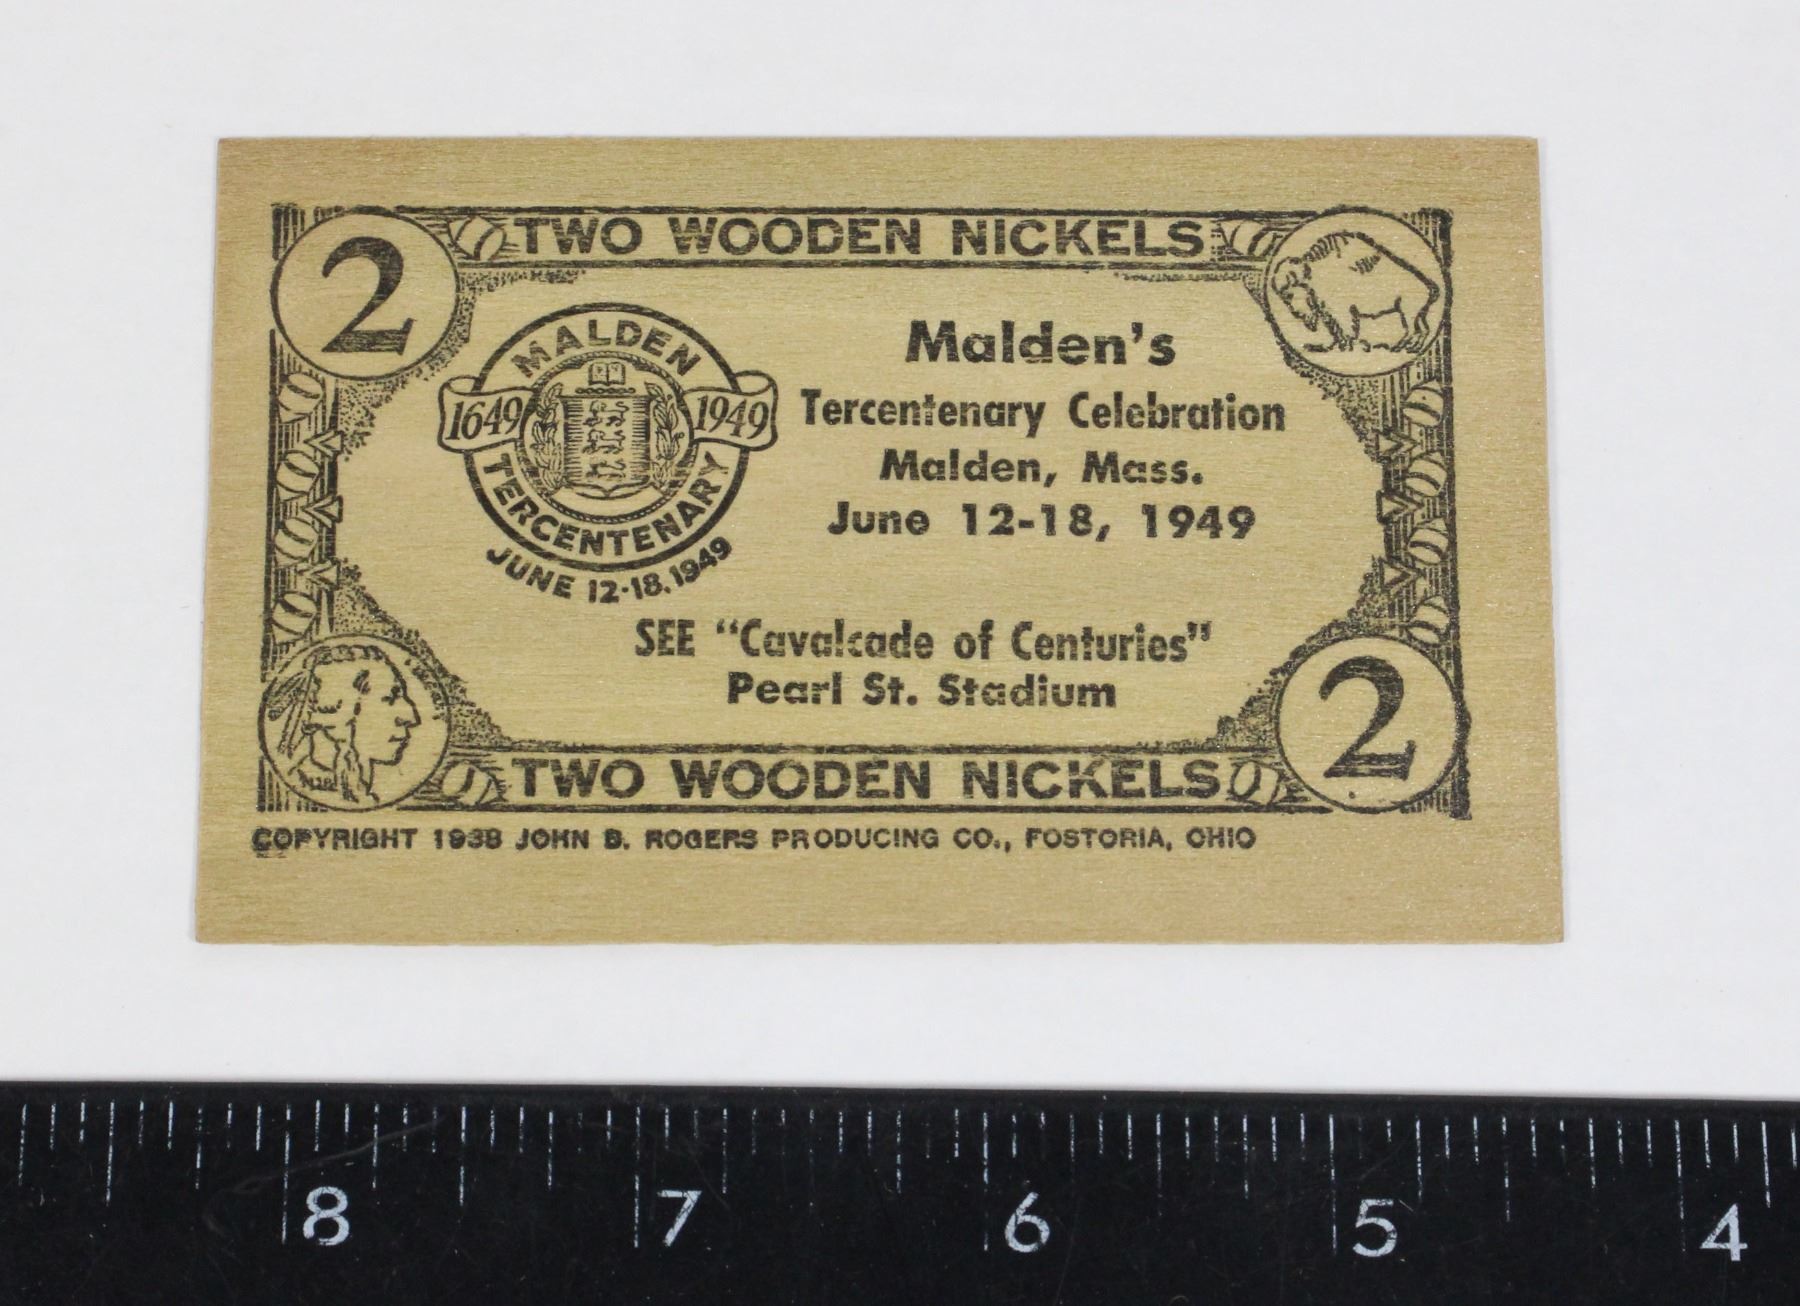 2 TWO WOODEN NICKELS
MALDEN
1649 1949
TERCENTENARY
JUNE 12-18, 1949
Malden's
Tercentenary Celebration
Malden, Mass.
June 12-18, 1949
SEE "Cavalcade of Centuries"
Pearl St. Stadium
TWO WOODEN NICKELS 2
COPYRIGHT 1938 JOHN B. ROGERS PRODUCING CO., FOSTORIA, OHIO
8 7 6 5 4